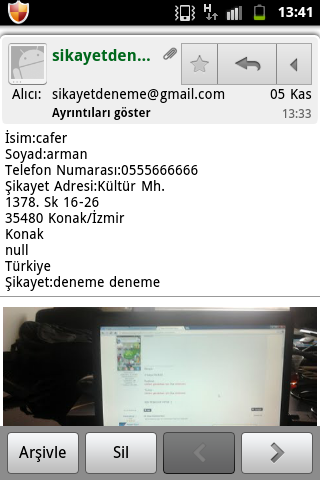 13:41
sikayetden...
Alıcı: sikayetdeneme@gmail.com 05 Kas
Ayrıntıları göster 13:33
İsim:cafer
Soyad:arman
Telefon Numarası:0555666666
Şikayet Adresi:Kültür Mh.
1378. Sk 16-26
35480 Konak/İzmir
Konak
null
Türkiye
Şikayet:deneme deneme
Arşivle Sil